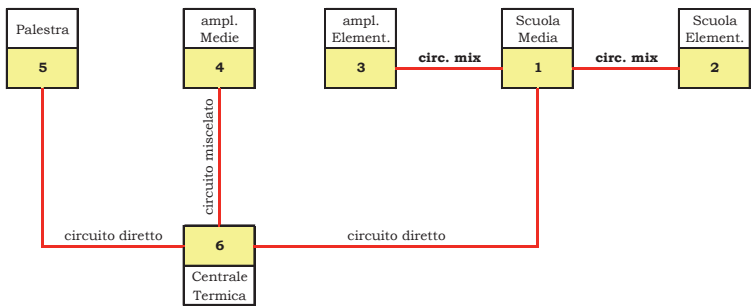 Palestra
5
ampl.
Medie
4
ampl.
Element.
3
circ. mix
Scuola
Media
1
circ. mix
Scuola
Element.
2
circuito miscelato
circuito diretto
6
circuito diretto
Centrale
Termica